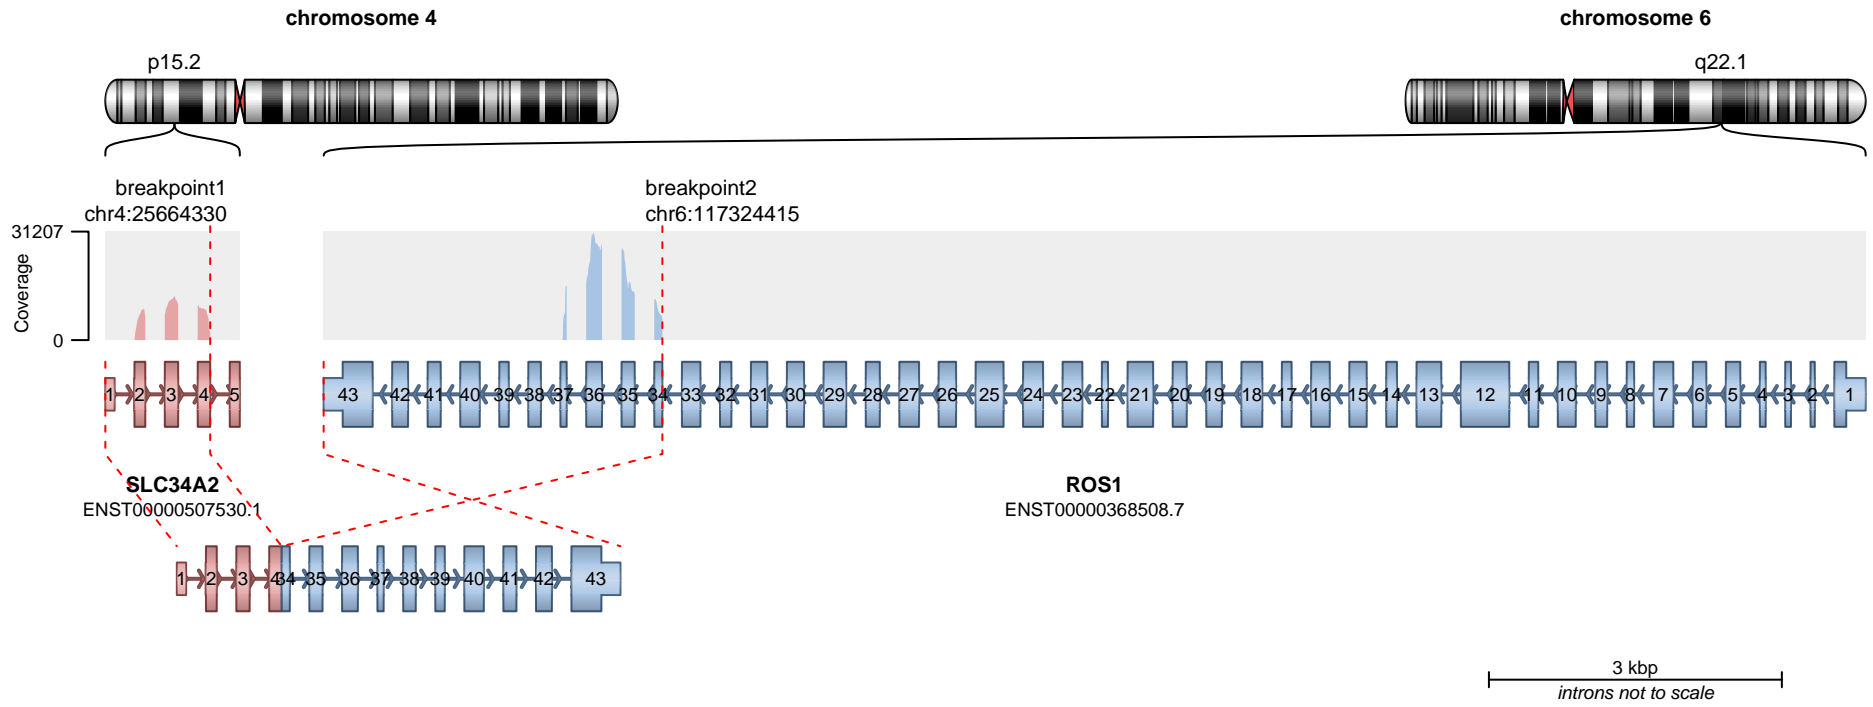 chromosome 4
chromosome 6
p15.2
q22.1
breakpoint1
chr4:25664330
breakpoint2
chr6:117324415
31207
Coverage
0
1 2 3 4 5
43 42 41 40 39 38 37 36 35 34 33 32 31 30 29 28 27 26 25 24 23 22 21 20 19 18 17 16 15 14 13 12 11 10 9 8 7 6 5 4 3 2 1
SLC34A2
ENST00000507530.1
ROS1
ENST00000368508.7
1 2 3 4 34 35 36 37 38 39 40 41 42 43
3 kbp
introns not to scale